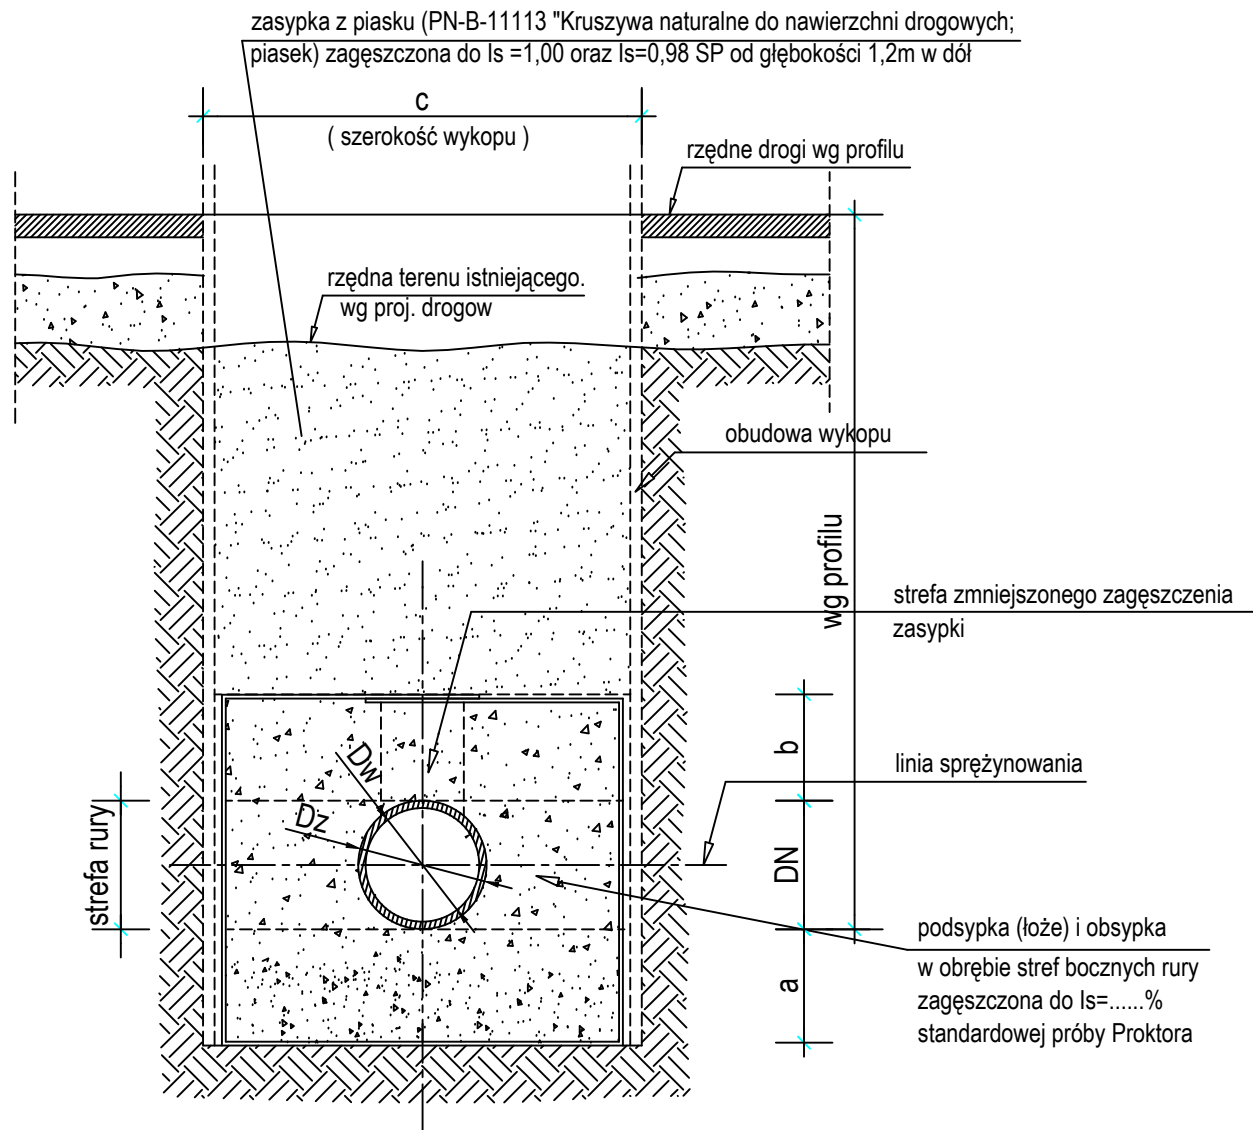 zasypka z piasku (PN-B-11113 "Kruszywa naturalne do nawierzchni drogowych;
piasek) zagęszczona do Is =1,00 oraz Is=0,98 SP od głębokości 1,2m w dół
c
( szerokość wykopu )
rzędne drogi wg profilu
rzędna terenu istniejącego.
wg proj. drogow
obudowa wykopu
wg profilu
strefa zmniejszonego zagęszczenia
zasypki
b
Dw
linia sprężynowania
Dz
strefa rury
DN
podsypka (łoże) i obsypka
w obrębie stref bocznych rury
zagęszczona do Is=......%
standardowej próby Proktora
a